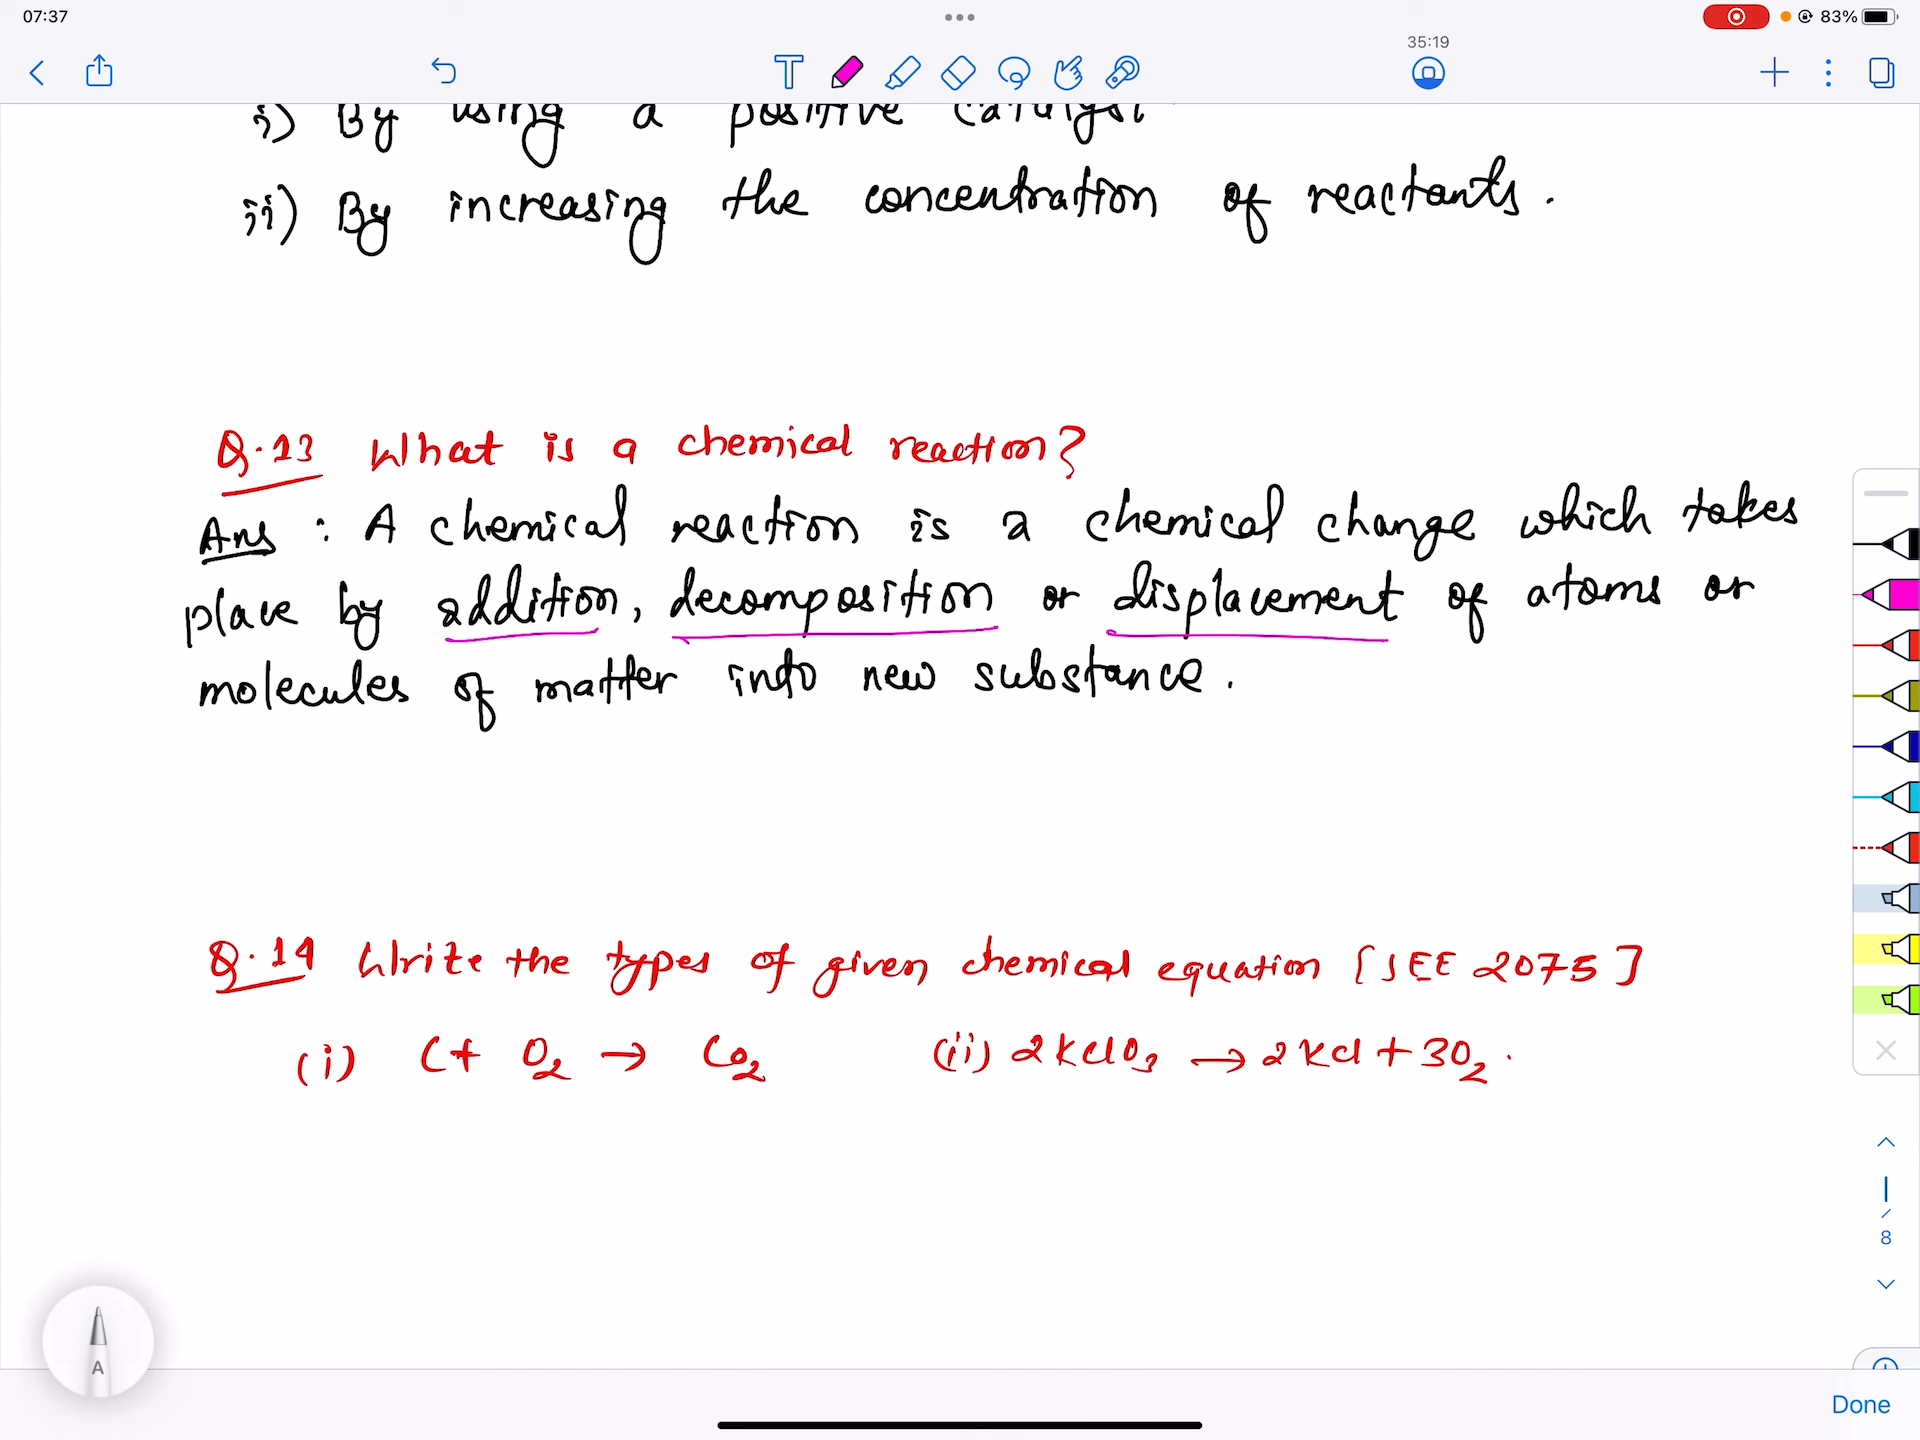 07:37
83%
35:19
T
i) By using a positive catalyst
ii) By increasing the concentration of reactants.
Q.13 What is a chemical reaction?
Ans : A chemical reaction is a chemical change which takes
place by addition, decomposition or displacement of atoms or
molecules of matter into new substance.
Q.14 Write the types of given chemical equation [SEE 2075]
(i) C + O₂ → CO₂ (ii) 2KClO₃ → 2KCl + 3O₂.
1
/
8
A
Done